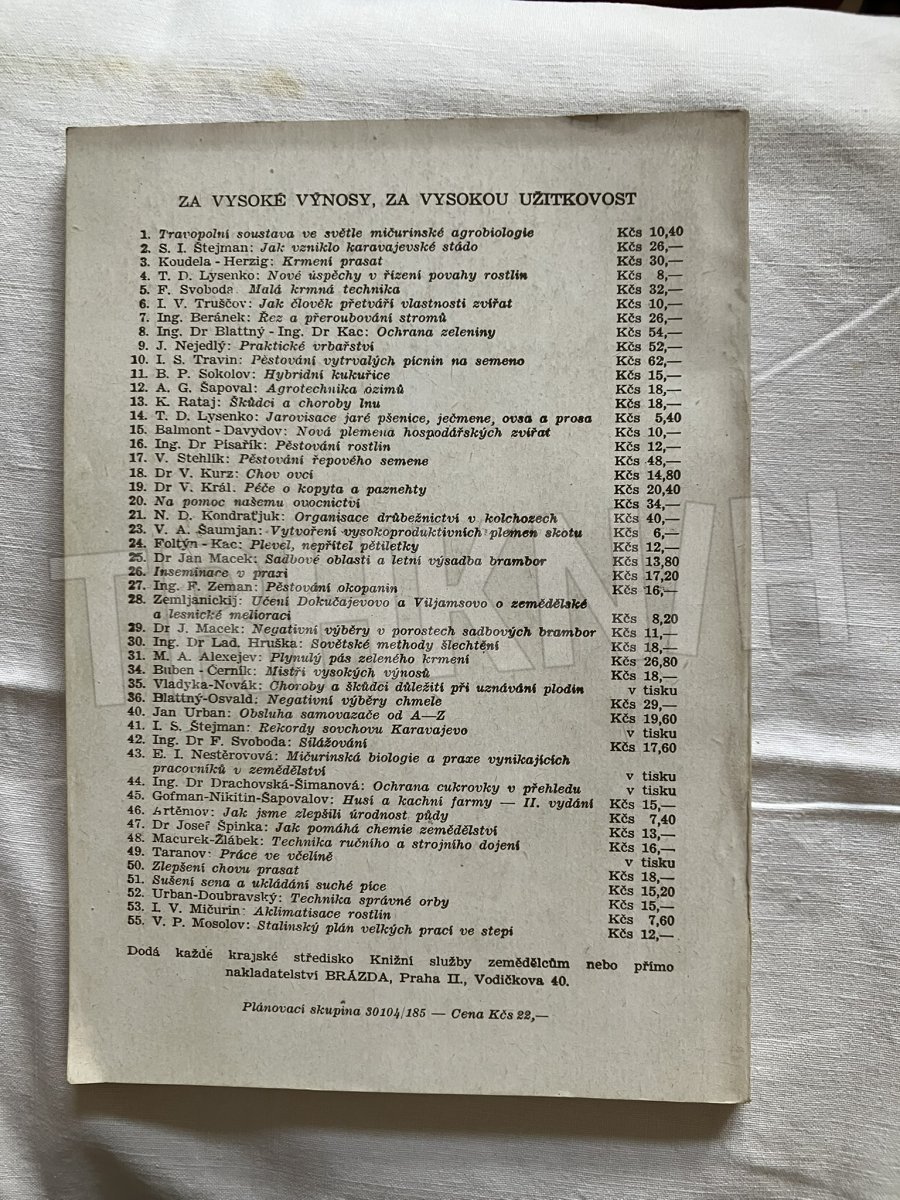 ZA VYSOKÉ VÝNOSY, ZA VYSOKOU UŽITKOVOST
1. Travopolní soustava ve světle mičurinské agrobiologie Kčs 10,40
2. S. I. Štejman: Jak vzniklo karavajevské stádo Kčs 26,—
3. Koudela - Herzig: Krmení prasat Kčs 30,—
4. T. D. Lysenko: Nové úspěchy v řízení povahy rostlin Kčs 8,—
5. F. Svoboda Malá krmná technika Kčs 32,—
6. I. V. Truščov: Jak člověk přetváří vlastnosti zvířat Kčs 10,—
7. Ing. Beránek: Řez a přeroubování stromů Kčs 26,—
8. Ing. Dr Blattný - Ing. Dr Kac: Ochrana zeleniny Kčs 54,—
9. J. Nejedlý: Praktické vrbařství Kčs 52,—
10. I. S. Travin: Pěstování vytrvalých picnin na semeno Kčs 62,—
11. B. P. Sokolov: Hybridní kukuřice Kčs 15,—
12. A. G. Šapoval: Agrotechnika ozimů Kčs 18,—
13. K. Rataj: Škůdci a choroby lnu Kčs 18,—
14. T. D. Lysenko: Jarovisace jaré pšenice, ječmene, ovsa a prosa Kčs 5,40
15. Balmont - Davydov: Nová plemena hospodářských zvířat Kčs 10,—
16. Ing. Dr Písařík: Pěstování rostlin Kčs 12,—
17. V. Stehlík: Pěstování řepového semene Kčs 48,—
18. Dr V. Kurz: Chov ovcí Kčs 14,80
19. Dr V. Král. Péče o kopyta a paznehty Kčs 20,40
20. Na pomoc našemu ovocnictví Kčs 34,—
21. N. D. Kondraťjuk: Organisace drůbežnictví v kolchozech Kčs 40,—
23. V. A. Šaumjan: Vytvoření vysokoproduktivních plemen skotu Kčs 6,—
24. Foltýn - Kac: Plevel, nepřítel pětiletky Kčs 12,—
25. Dr Jan Macek: Sadbové oblasti a letní výsadba brambor Kčs 13,80
26. Inseminace v praxi Kčs 17,20
27. Ing. F. Zeman: Pěstování okopanin Kčs 16,—
28. Zemljanickij: Učení Dokučajevovo a Viljamsovo o zemědělské
a lesnické melioraci Kčs 8,20
29. Dr J. Macek: Negativní výběry v porostech sadbových brambor Kčs 11,—
30. Ing. Dr Lad. Hruška: Sovětské methody šlechtění Kčs 18,—
31. M. A. Alexejev: Plynulý pás zeleného krmení Kčs 26,80
34. Buben - Černík: Mistři vysokých výnosů Kčs 18,—
35. Vladyka-Novák: Choroby a škůdci důležití při uznávání plodin v tisku
36. Blattný-Osvald: Negativní výběry chmele Kčs 29,—
40. Jan Urban: Obsluha samovazače od A—Z Kčs 19,60
41. I. S. Štejman: Rekordy sovchovu Karavajevo v tisku
42. Ing. Dr F. Svoboda: Silážování Kčs 17,60
43. E. I. Nestěrovová: Mičurinská biologie a praxe vynikajících
pracovníků v zemědělství v tisku
44. Ing. Dr Drachovská-Šimanová: Ochrana cukrovky v přehledu v tisku
45. Gofman-Nikitin-Šapovalov: Husí a kachní farmy — II. vydání Kčs 15,—
46. Artěmov: Jak jsme zlepšili úrodnost půdy Kčs 7,40
47. Dr Josef Špinka: Jak pomáhá chemie zemědělství Kčs 13,—
48. Macurek-Žlábek: Technika ručního a strojního dojení Kčs 16,—
49. Taranov: Práce ve včelíně v tisku
50. Zlepšení chovu prasat Kčs 18,—
51. Sušení sena a ukládání suché píce Kčs 15,20
52. Urban-Doubravský: Technika správné orby Kčs 15,—
53. I. V. Mičurin: Aklimatisace rostlin Kčs 7,60
55. V. P. Mosolov: Stalinský plán velkých prací ve stepi Kčs 12,—
Dodá každé krajské středisko Knižní služby zemědělcům nebo přímo
nakladatelství BRÁZDA, Praha II., Vodičkova 40.
Plánovací skupina 30104/185 — Cena Kčs 22,—